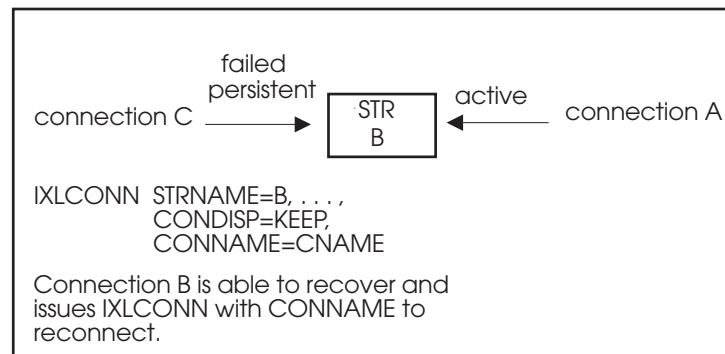 failed
persistent
connection C
STR
B
active
connection A
IXLCONN STRNAME=B, . . . ,
CONDISP=KEEP,
CONNAME=CNAME
Connection B is able to recover and
issues IXLCONN with CONNAME to
reconnect.